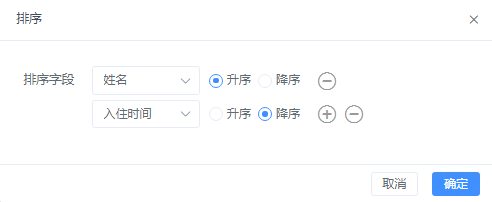 排序
排序字段 姓名 升序 降序
入住时间 升序 降序
取消 确定